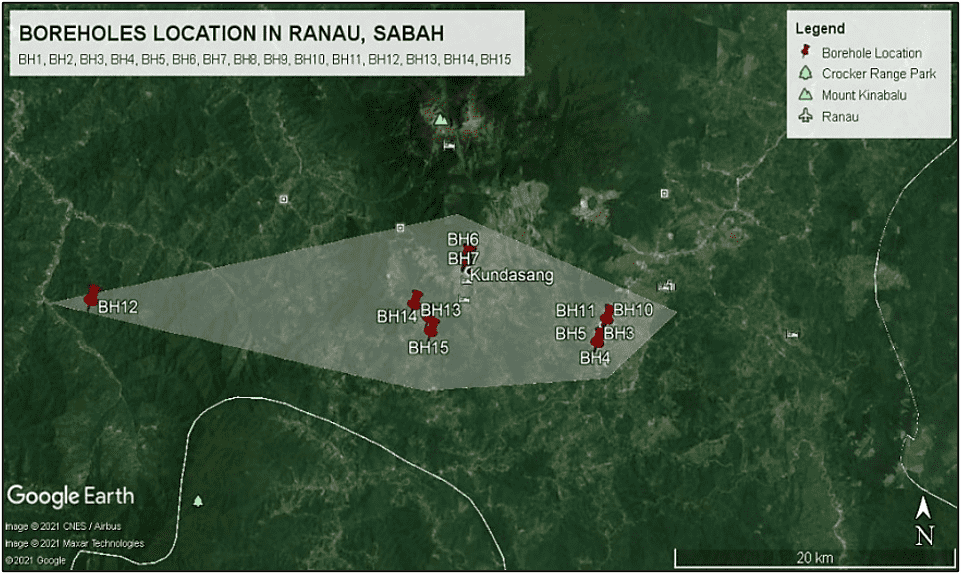 BOREHOLES LOCATION IN RANAU, SABAH
BH1, BH2, BH3, BH4, BH5, BH6, BH7, BH8, BH9, BH10, BH11, BH12, BH13, BH14, BH15
Legend
Borehole Location
Crocker Range Park
Mount Kinabalu
Ranau
BH6
BH7
Kundasang
BH12
BH13
BH14
BH15
BH11 BH10
BH5 BH3
BH4
Google Earth
Image © 2021 CNES / Airbus
Image © 2021 Maxar Technologies
© 2021 Google
N
20 km